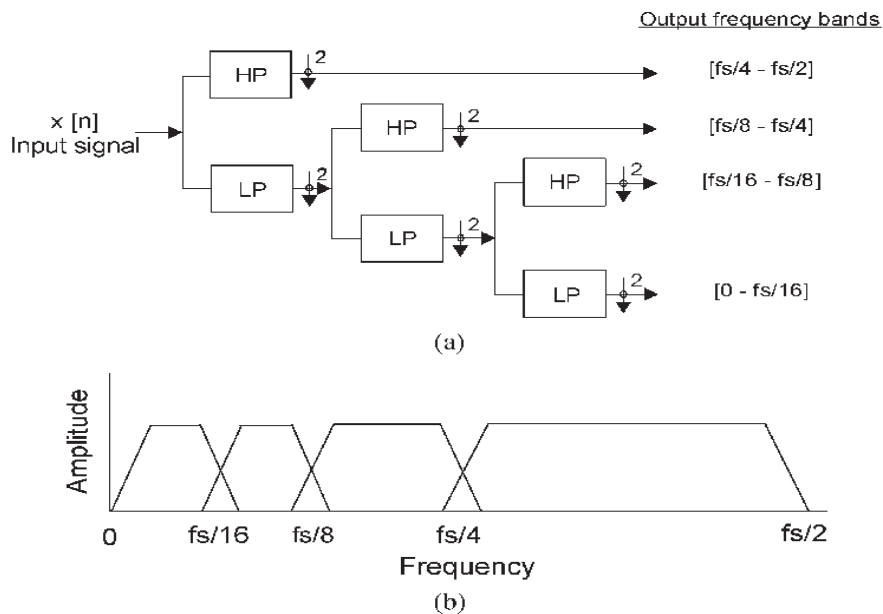 Output frequency bands
2
HP
[fs/4 - fs/2]
x [n]
Input signal
2
HP
[fs/8 - fs/4]
2
LP
2
HP
[fs/16 - fs/8]
2
LP
2
LP
[0 - fs/16]
(a)
Amplitude
0
fs/16
fs/8
fs/4
fs/2
Frequency
(b)